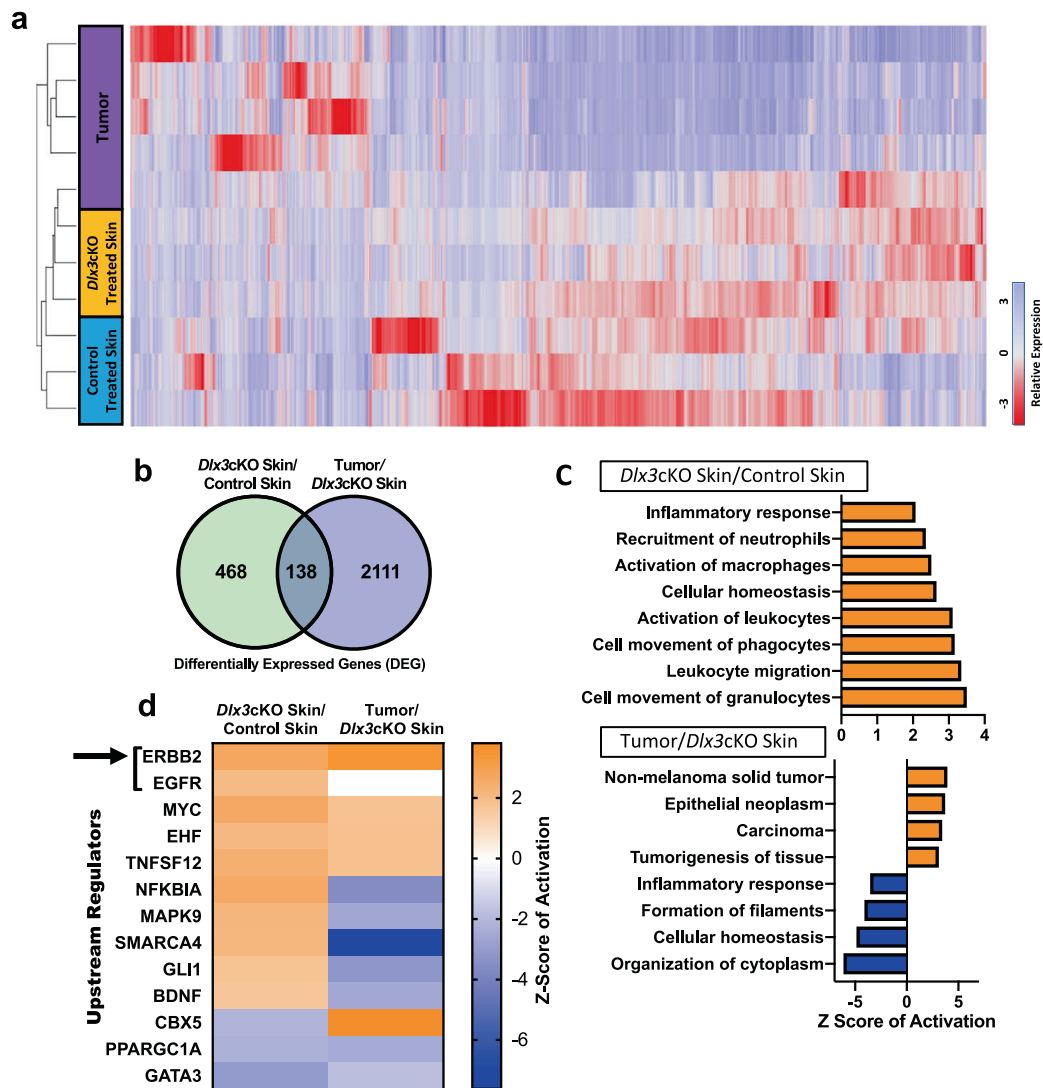 a
Tumor
Dlx3cKO
Treated Skin
Control
Treated Skin
3
0
-3
Relative Expression
b
Dlx3cKO Skin/
Control Skin
Tumor/
Dlx3cKO Skin
468
138
2111
Differentially Expressed Genes (DEG)
c
Dlx3cKO Skin/Control Skin
Inflammatory response
Recruitment of neutrophils
Activation of macrophages
Cellular homeostasis
Activation of leukocytes
Cell movement of phagocytes
Leukocyte migration
Cell movement of granulocytes
0 1 2 3 4
Tumor/Dlx3cKO Skin
Non-melanoma solid tumor
Epithelial neoplasm
Carcinoma
Tumorigenesis of tissue
Inflammatory response
Formation of filaments
Cellular homeostasis
Organization of cytoplasm
-5 0 5
Z Score of Activation
d
Dlx3cKO Skin/
Control Skin
Tumor/
Dlx3cKO Skin
Upstream Regulators
ERBB2
EGFR
MYC
EHF
TNFSF12
NFKBIA
MAPK9
SMARCA4
GLI1
BDNF
CBX5
PPARGC1A
GATA3
2
0
-2
-4
-6
Z-Score of Activation